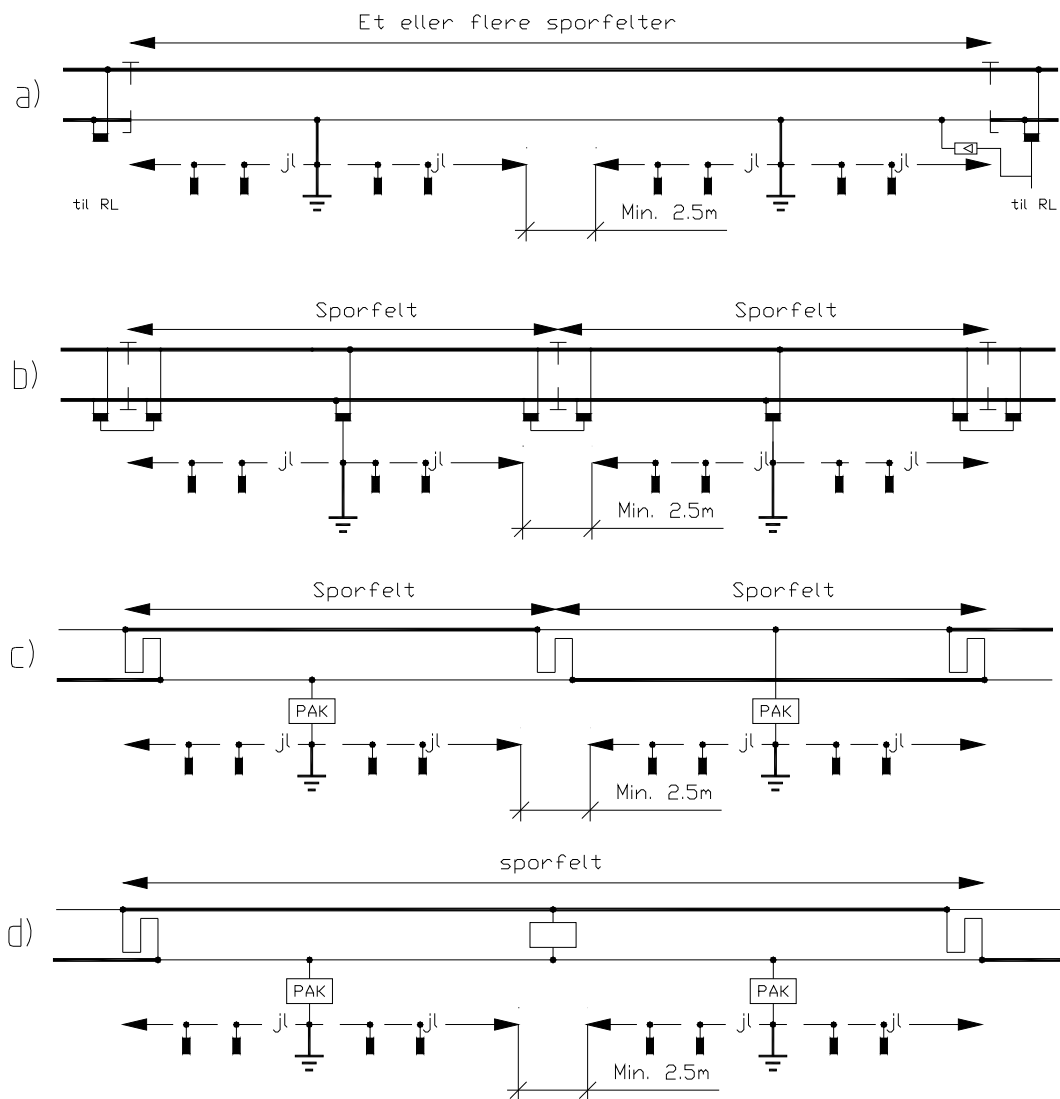 Et eller flere sporfelter
a)
jl jl jl jl
til RL Min. 2.5m til RL
Sporfelt Sporfelt
b)
jl jl jl jl
Min. 2.5m
Sporfelt Sporfelt
c)
PAK PAK
jl jl jl jl
Min. 2.5m
sporfelt
d)
PAK PAK
jl jl jl jl
Min. 2.5m